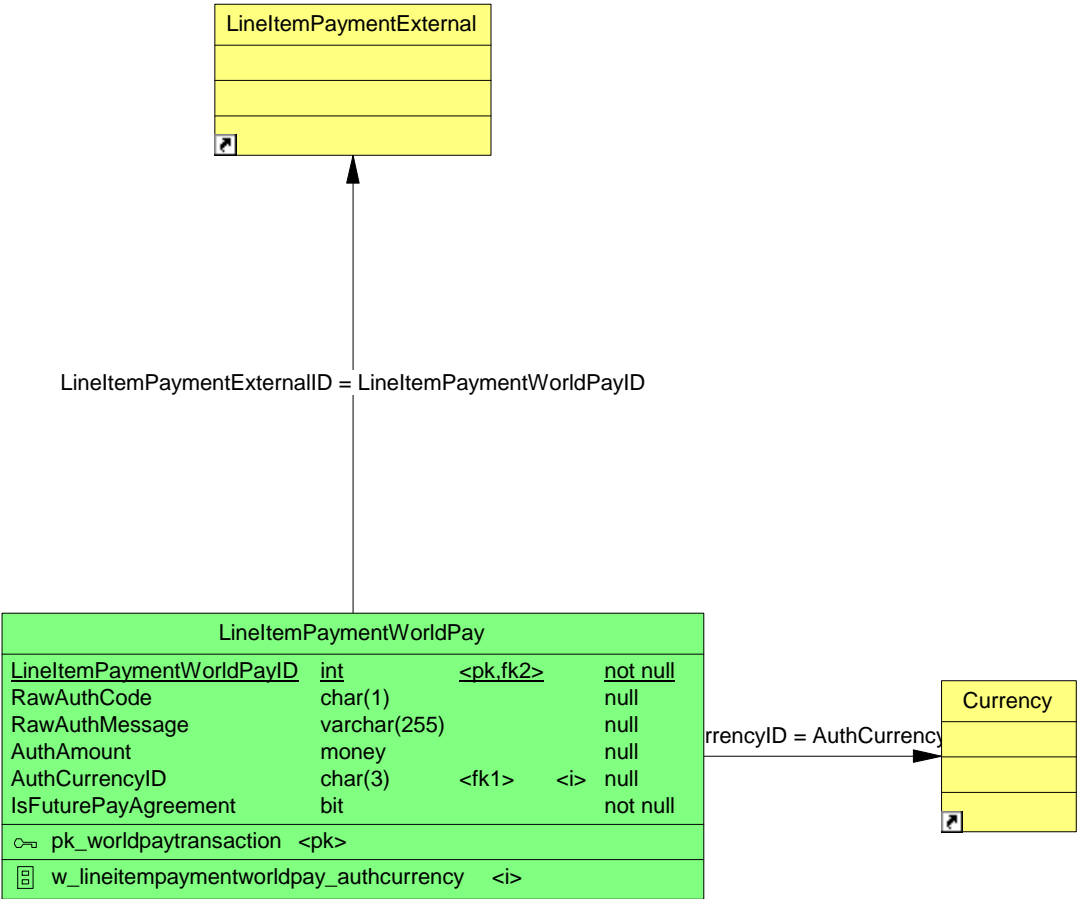 LineItemPaymentExternal
LineItemPaymentExternalID = LineItemPaymentWorldPayID
LineItemPaymentWorldPay
LineItemPaymentWorldPayID int <pk,fk2> not null
RawAuthCode char(1) null
RawAuthMessage varchar(255) null
AuthAmount money null
AuthCurrencyID char(3) <fk1> <i> null
IsFuturePayAgreement bit not null
pk_worldpaytransaction <pk>
w_lineitempaymentworldpay_authcurrency <i>
rrencyID = AuthCurrency
Currency